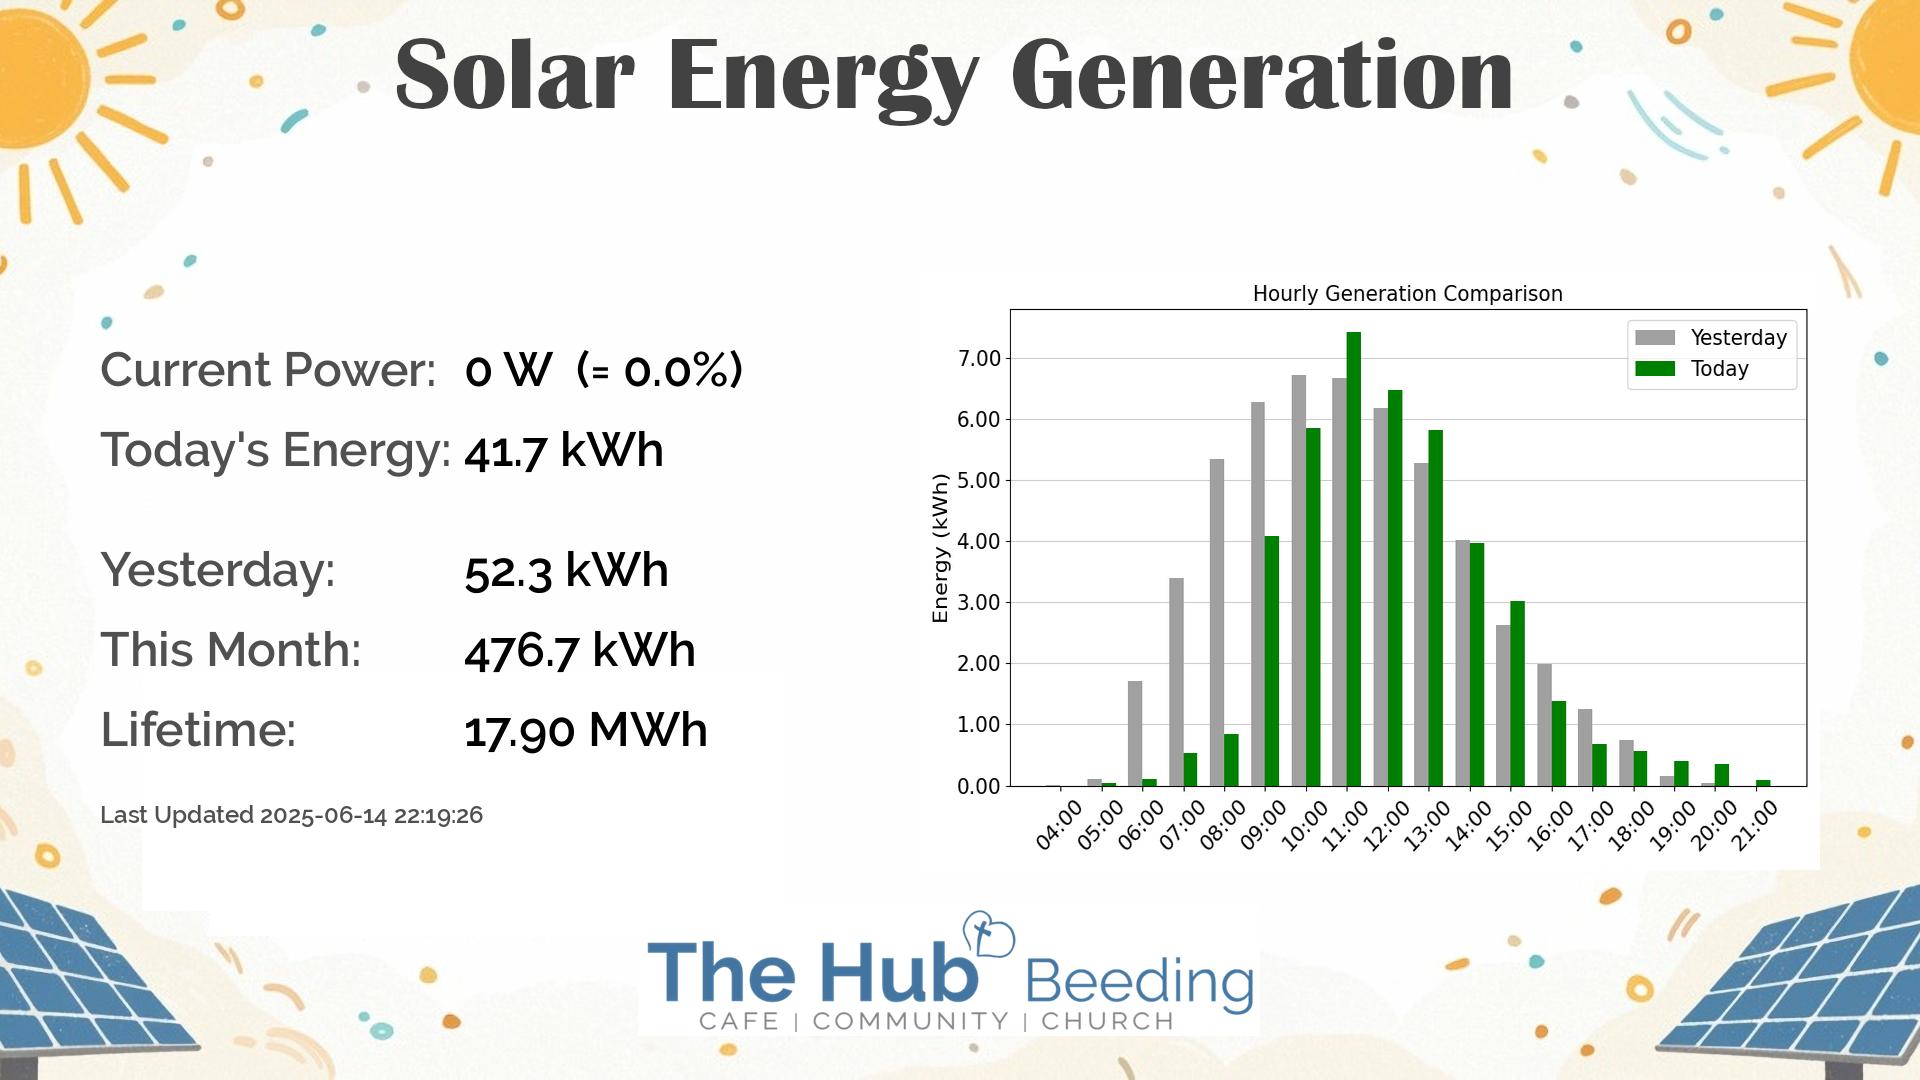 Solar Energy Generation
Current Power: 0 W (= 0.0%)
Today's Energy: 41.7 kWh
Yesterday: 52.3 kWh
This Month: 476.7 kWh
Lifetime: 17.90 MWh
Last Updated 2025-06-14 22:19:26
Hourly Generation Comparison
Yesterday
Today
Energy (kWh)
7.00
6.00
5.00
4.00
3.00
2.00
1.00
0.00
04:00 05:00 06:00 07:00 08:00 09:00 10:00 11:00 12:00 13:00 14:00 15:00 16:00 17:00 18:00 19:00 20:00 21:00
The Hub Beeding
CAFE | COMMUNITY | CHURCH